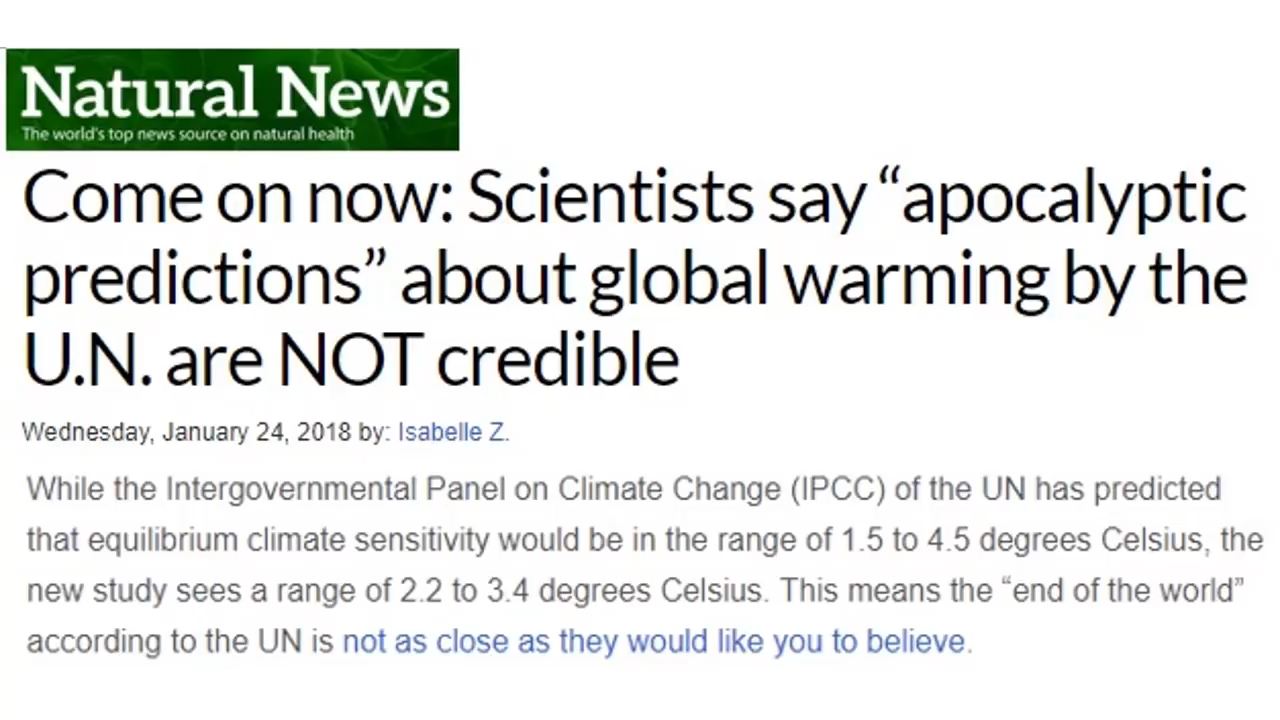 Natural News
The world's top news source on natural health
Come on now: Scientists say “apocalyptic
predictions” about global warming by the
U.N. are NOT credible
Wednesday, January 24, 2018 by: Isabelle Z.
While the Intergovernmental Panel on Climate Change (IPCC) of the UN has predicted
that equilibrium climate sensitivity would be in the range of 1.5 to 4.5 degrees Celsius, the
new study sees a range of 2.2 to 3.4 degrees Celsius. This means the “end of the world”
according to the UN is not as close as they would like you to believe.